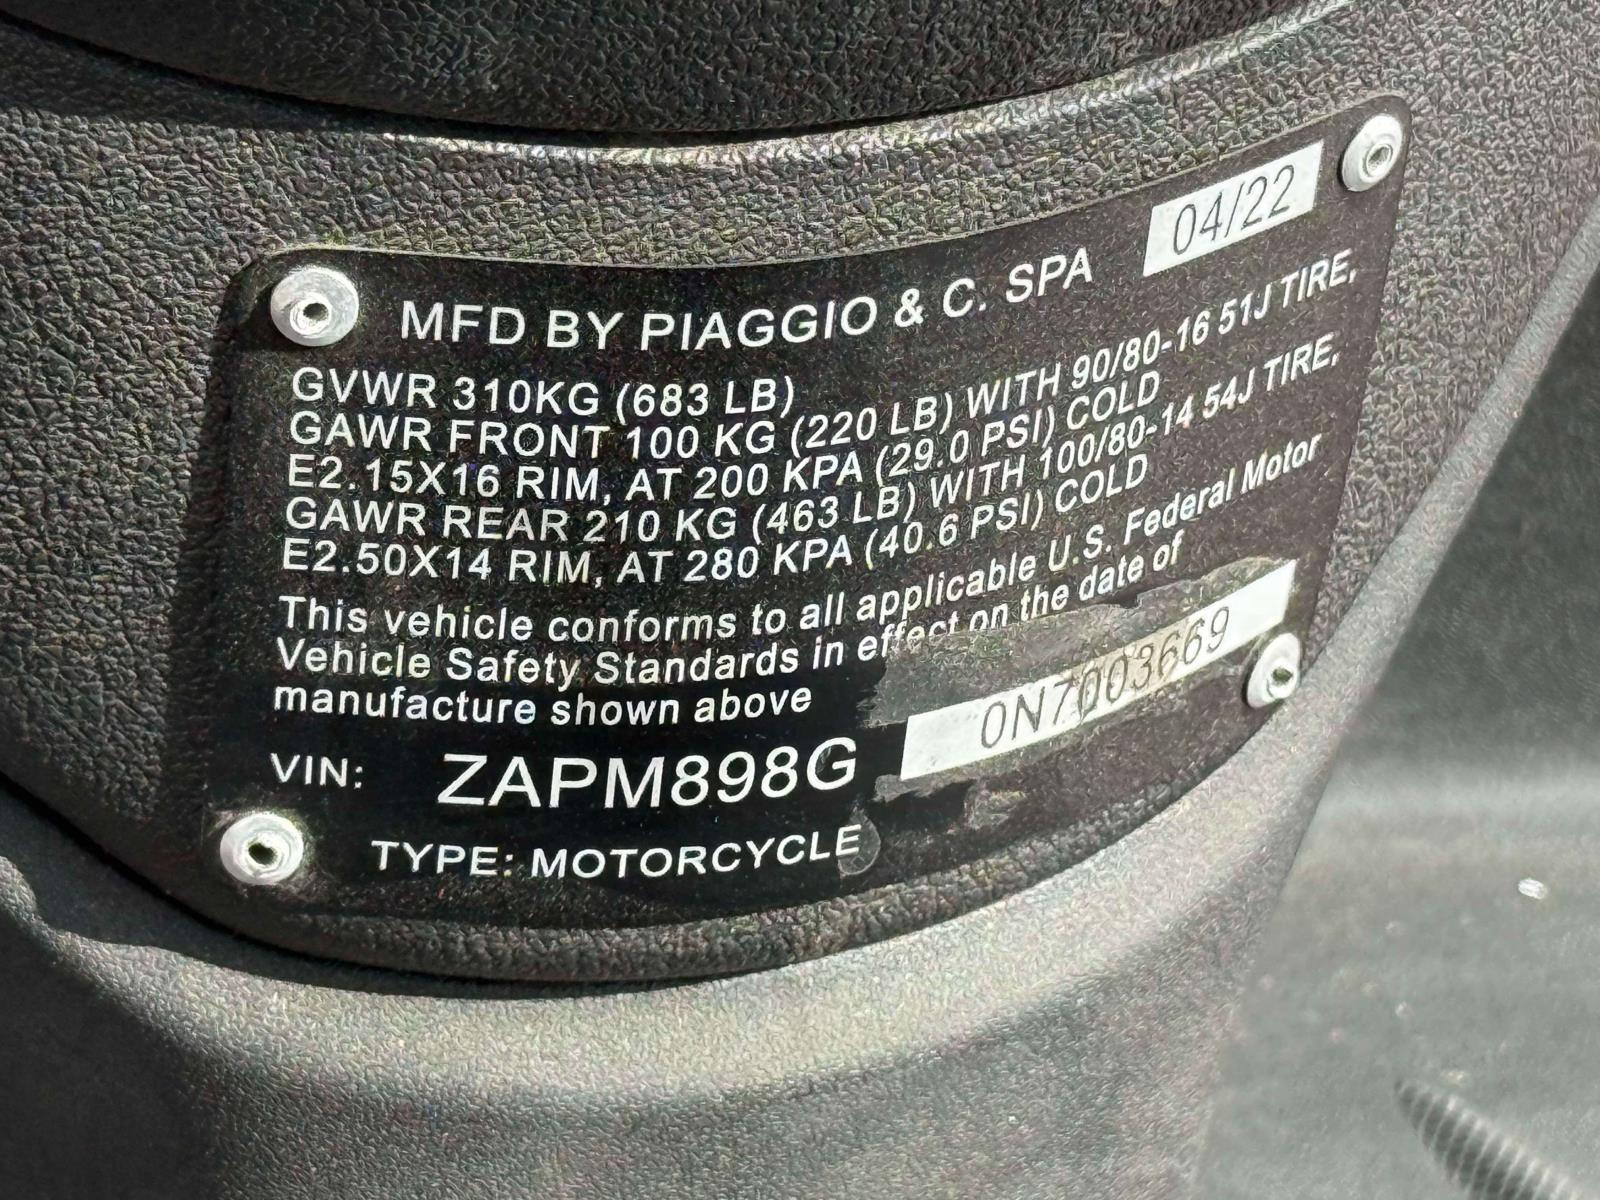 04/22
MFD BY PIAGGIO & C. SPA
GVWR 310KG (683 LB)
GAWR FRONT 100 KG (220 LB) WITH 90/80-16 51J TIRE,
E2.15X16 RIM, AT 200 KPA (29.0 PSI) COLD
GAWR REAR 210 KG (463 LB) WITH 100/80-14 54J TIRE,
E2.50X14 RIM, AT 280 KPA (40.6 PSI) COLD
This vehicle conforms to all applicable U.S. Federal Motor
Vehicle Safety Standards in effect on the date of
manufacture shown above
VIN: ZAPM898G 0N7003669
TYPE: MOTORCYCLE